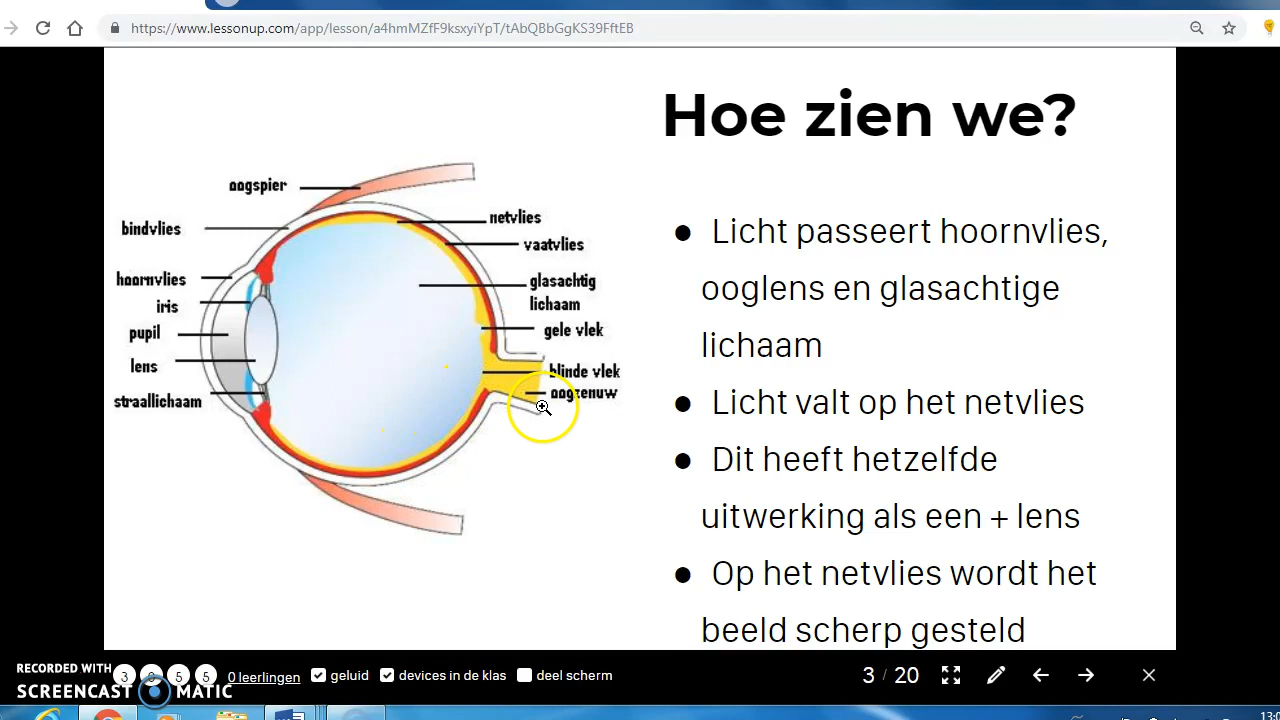 https://www.lessonup.com/app/lesson/a4hmMZfF9ksxyiYpT/tAbQBbGgKS39FftEB
Hoe zien we?
oogspier
bindvlies
hoornvlies
iris
pupil
lens
straallichaam
netvlies
vaatvlies
glasachtig
lichaam
gele vlek
blinde vlek
oogzenuw
● Licht passeert hoornvlies,
ooglens en glasachtige
lichaam
● Licht valt op het netvlies
● Dit heeft hetzelfde
uitwerking als een + lens
● Op het netvlies wordt het
beeld scherp gesteld
RECORDED WITH
SCREENCAST MATIC
3 5 5
0 leerlingen
geluid
devices in de klas
deel scherm
3 / 20